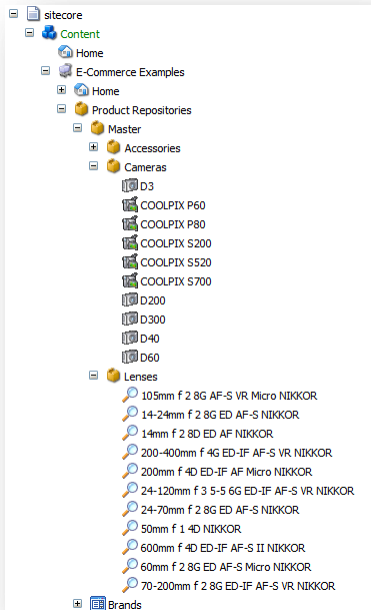 sitecore
Content
Home
E-Commerce Examples
Home
Product Repositories
Master
Accessories
Cameras
D3
COOLPIX P60
COOLPIX P80
COOLPIX S200
COOLPIX S520
COOLPIX S700
D200
D300
D40
D60
Lenses
105mm f 2 8G AF-S VR Micro NIKKOR
14-24mm f 2 8G ED AF-S NIKKOR
14mm f 2 8D ED AF NIKKOR
200-400mm f 4G ED-IF AF-S VR NIKKOR
200mm f 4D ED-IF AF Micro NIKKOR
24-120mm f 3 5-5 6G ED-IF AF-S VR NIKKOR
24-70mm f 2 8G ED AF-S NIKKOR
50mm f 1 4D NIKKOR
600mm f 4D ED-IF AF-S II NIKKOR
60mm f 2 8G ED AF-S Micro NIKKOR
70-200mm f 2 8G ED-IF AF-S VR NIKKOR
Brands